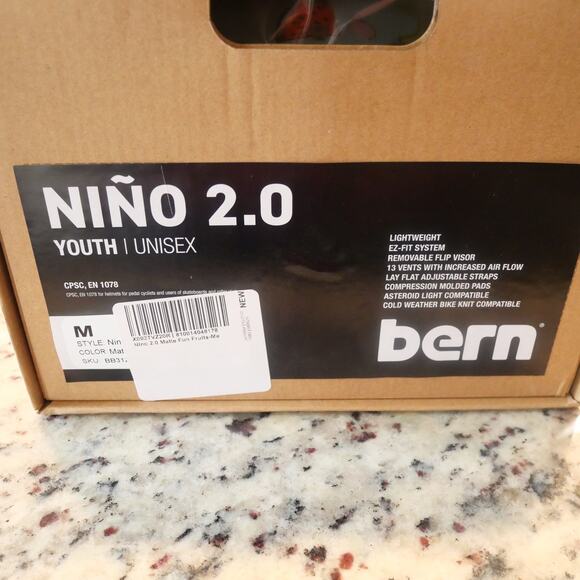 NIÑO 2.0
YOUTH | UNISEX
CPSC, EN 1078
CPSC, EN 1078 for helmets for pedal cyclists and users of skateboards and
LIGHTWEIGHT
EZ-FIT SYSTEM
REMOVABLE FLIP VISOR
13 VENTS WITH INCREASED AIR FLOW
LAY FLAT ADJUSTABLE STRAPS
COMPRESSION MOLDED PADS
ASTEROID LIGHT COMPATIBLE
COLD WEATHER BIKE KNIT COMPATIBLE
bern
M
STYLE: Nin
COLOR: Mat
SKU: BB31
810014048178
Nino 2.0 Matte Fun Fruits-Me
NEW